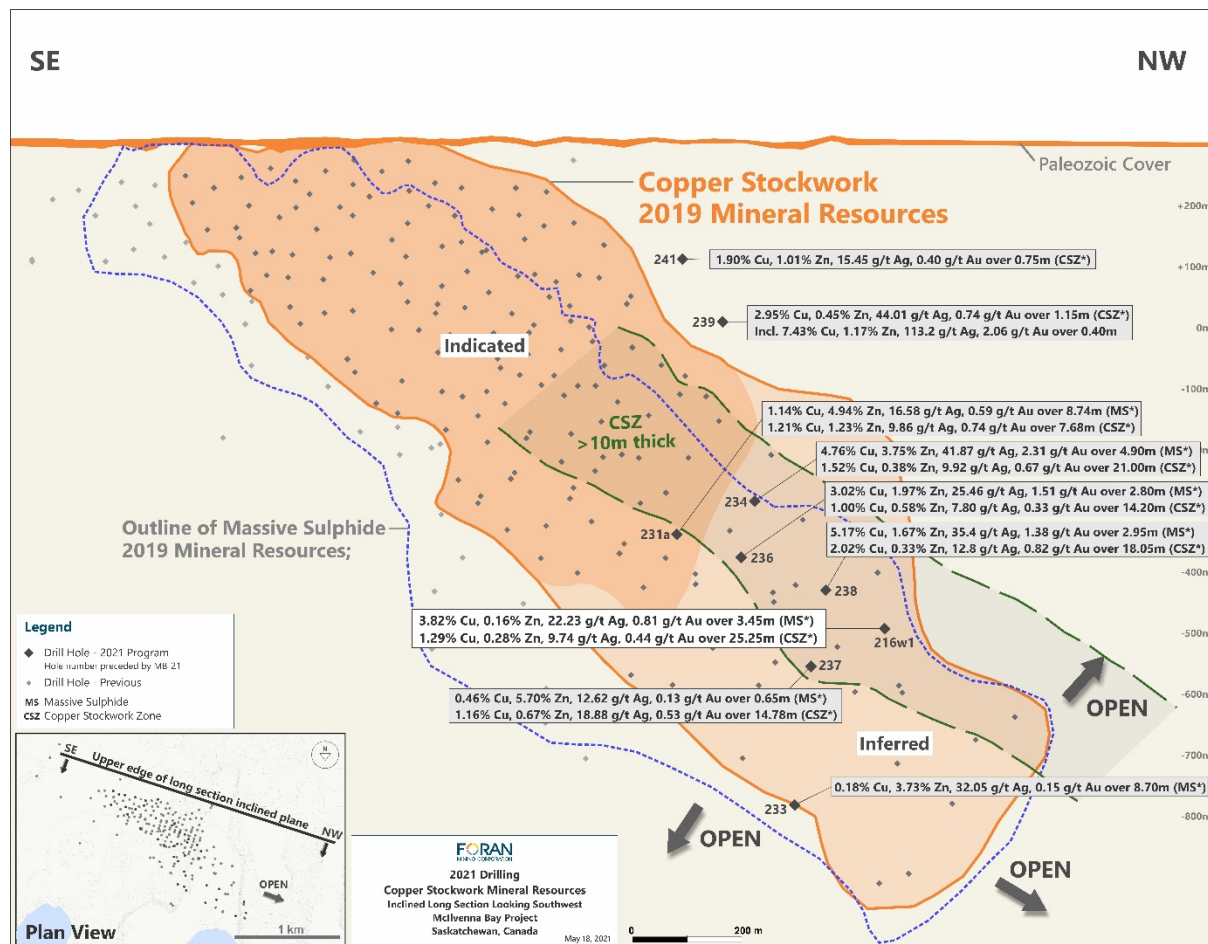 SE
NW
Paleozoic Cover
Copper Stockwork
2019 Mineral Resources
+200m
+100m
0m
-100m
-400m
-500m
-600m
-700m
-800m
241
1.90% Cu, 1.01% Zn, 15.45 g/t Ag, 0.40 g/t Au over 0.75m (CSZ*)
239
2.95% Cu, 0.45% Zn, 44.01 g/t Ag, 0.74 g/t Au over 1.15m (CSZ*)
Incl. 7.43% Cu, 1.17% Zn, 113.2 g/t Ag, 2.06 g/t Au over 0.40m
Indicated
CSZ
>10m thick
1.14% Cu, 4.94% Zn, 16.58 g/t Ag, 0.59 g/t Au over 8.74m (MS*)
1.21% Cu, 1.23% Zn, 9.86 g/t Ag, 0.74 g/t Au over 7.68m (CSZ*)
4.76% Cu, 3.75% Zn, 41.87 g/t Ag, 2.31 g/t Au over 4.90m (MS*)
1.52% Cu, 0.38% Zn, 9.92 g/t Ag, 0.67 g/t Au over 21.00m (CSZ*)
3.02% Cu, 1.97% Zn, 25.46 g/t Ag, 1.51 g/t Au over 2.80m (MS*)
1.00% Cu, 0.58% Zn, 7.80 g/t Ag, 0.33 g/t Au over 14.20m (CSZ*)
5.17% Cu, 1.67% Zn, 35.4 g/t Ag, 1.38 g/t Au over 2.95m (MS*)
2.02% Cu, 0.33% Zn, 12.8 g/t Ag, 0.82 g/t Au over 18.05m (CSZ*)
234
231a
236
238
Outline of Massive Sulphide
2019 Mineral Resources;
3.82% Cu, 0.16% Zn, 22.23 g/t Ag, 0.81 g/t Au over 3.45m (MS*)
1.29% Cu, 0.28% Zn, 9.74 g/t Ag, 0.44 g/t Au over 25.25m (CSZ*)
216w1
237
0.46% Cu, 5.70% Zn, 12.62 g/t Ag, 0.13 g/t Au over 0.65m (MS*)
1.16% Cu, 0.67% Zn, 18.88 g/t Ag, 0.53 g/t Au over 14.78m (CSZ*)
OPEN
Inferred
0.18% Cu, 3.73% Zn, 32.05 g/t Ag, 0.15 g/t Au over 8.70m (MS*)
233
OPEN
OPEN
Legend
Drill Hole - 2021 Program
Hole number preceded by MB-21
Drill Hole - Previous
MS Massive Sulphide
CSZ Copper Stockwork Zone
SE
Upper edge of long section inclined plane
NW
N
OPEN
1 km
Plan View
FORAN
MINING CORPORATION
2021 Drilling
Copper Stockwork Mineral Resources
Inclined Long Section Looking Southwest
McIlvenna Bay Project
Saskatchewan, Canada
May 18, 2021
0 200 m